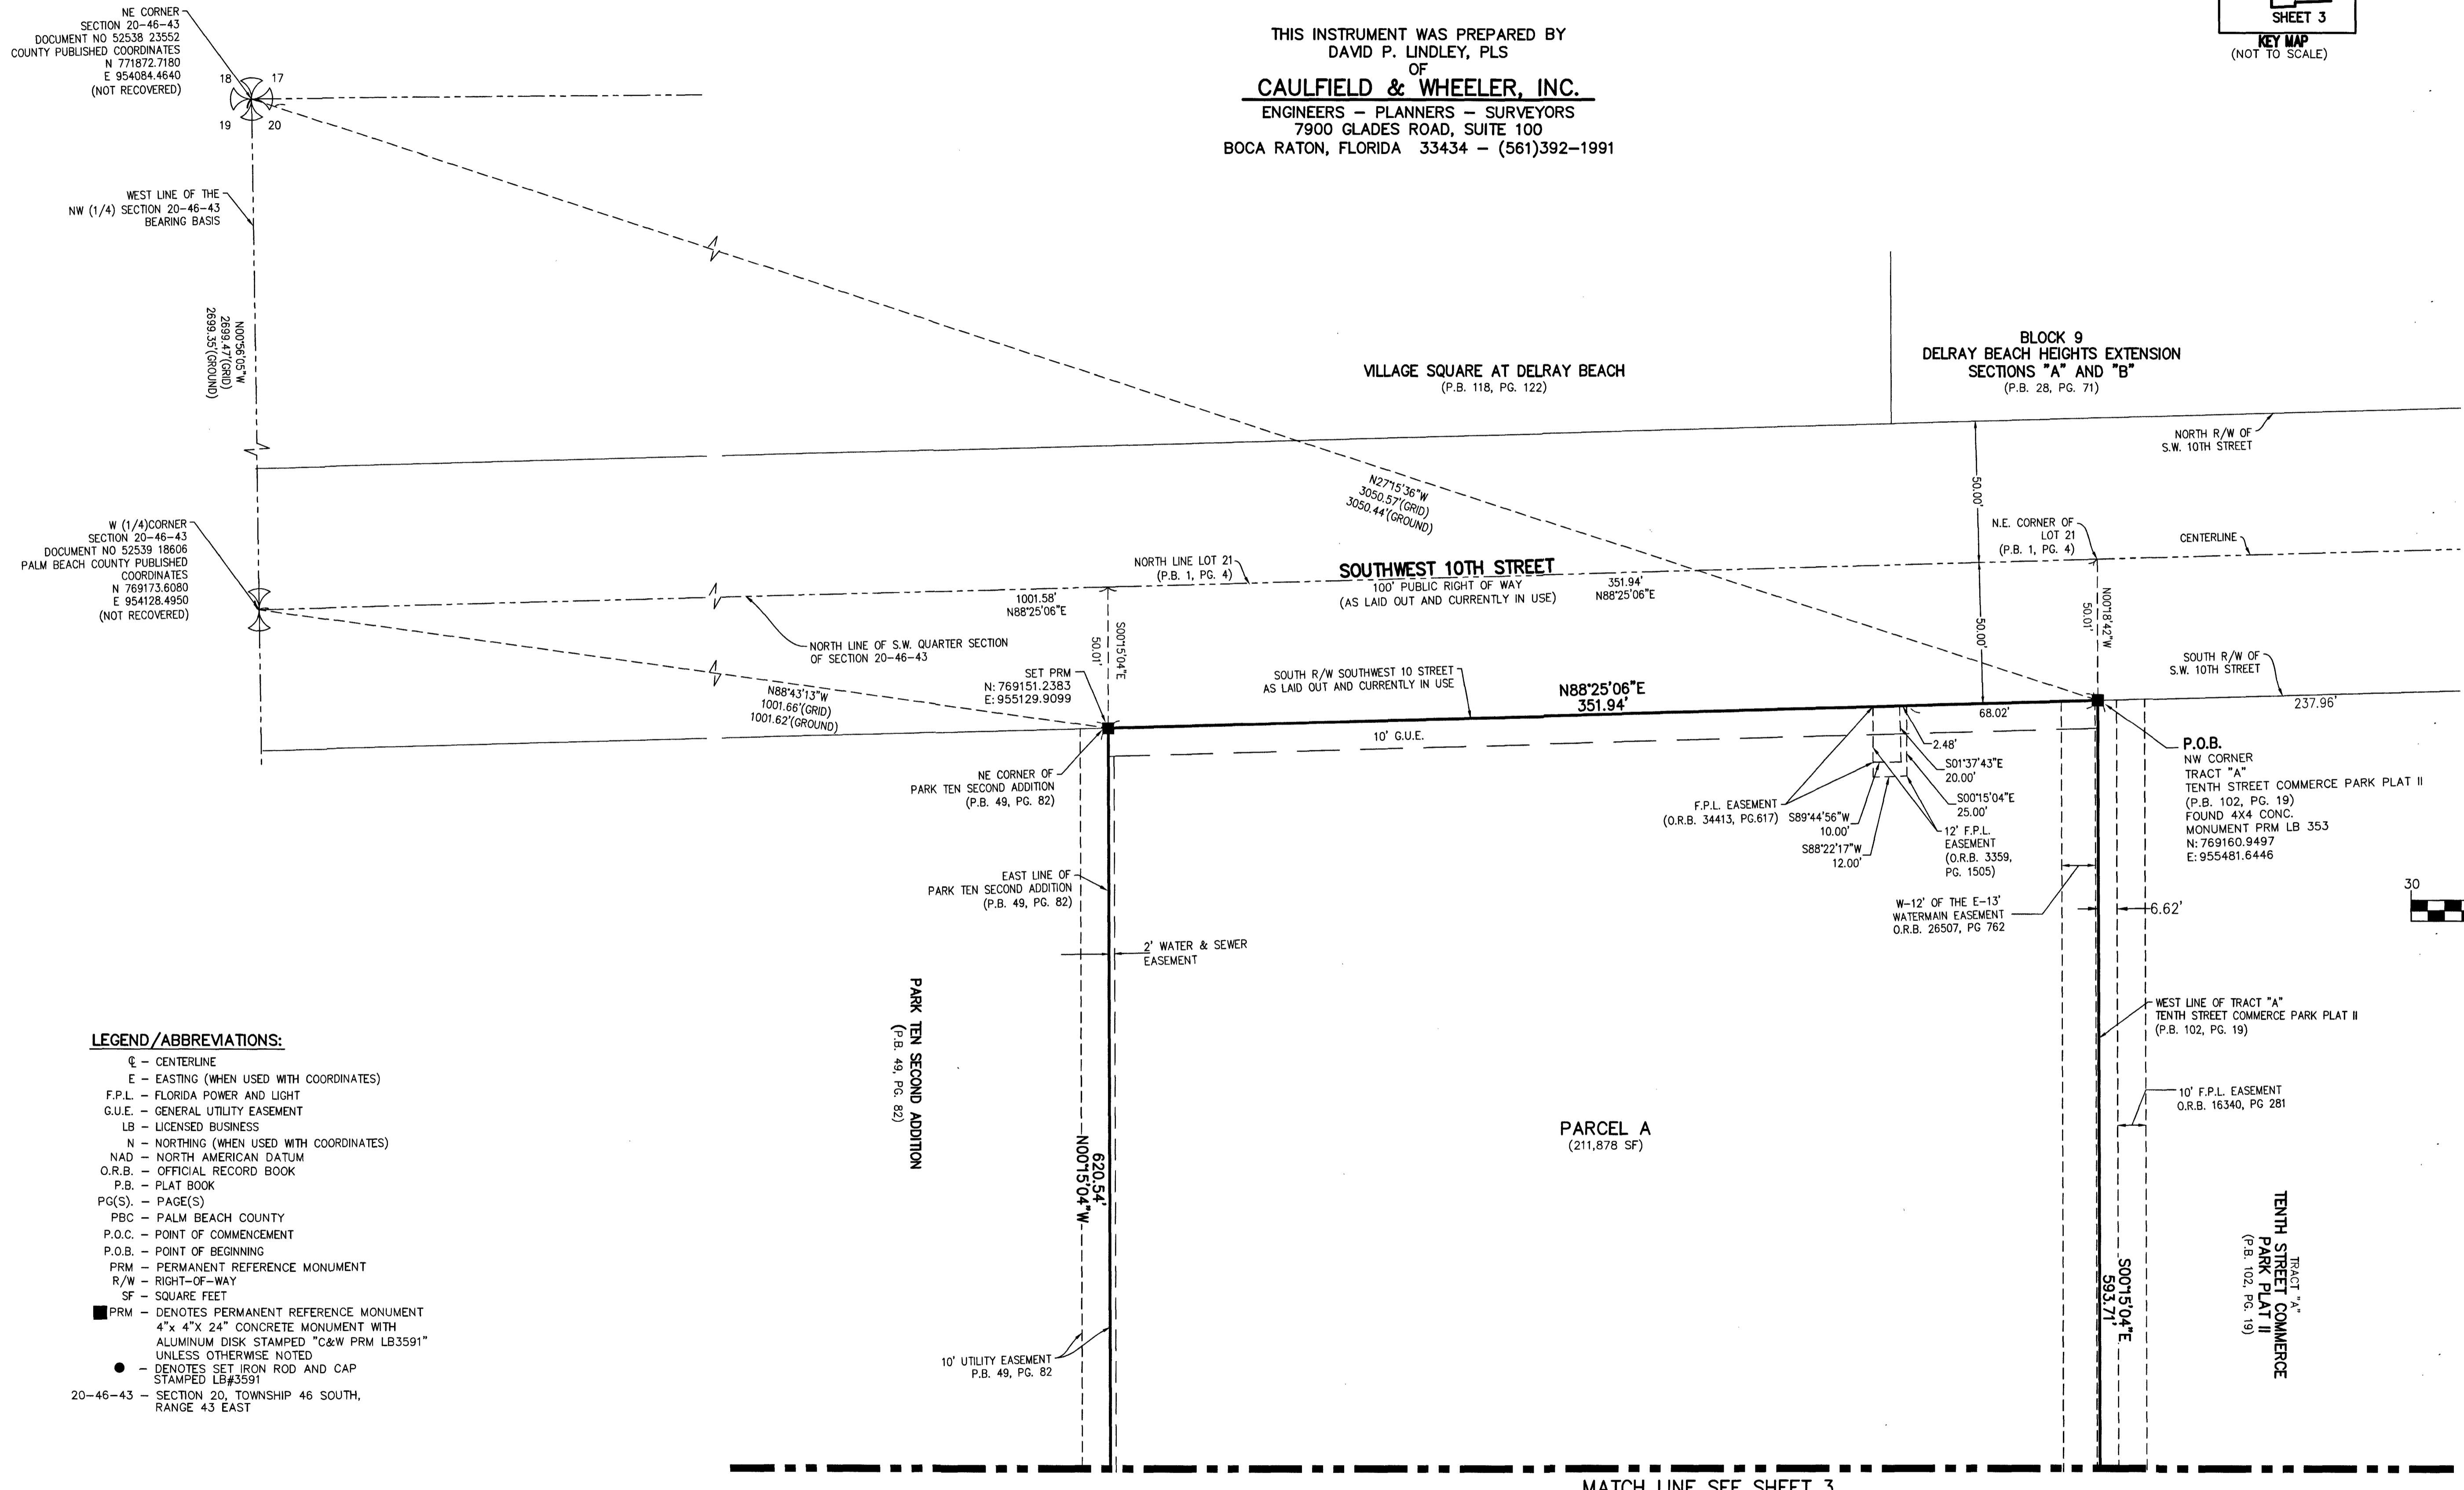 NE CORNER
SECTION 20-46-43
DOCUMENT NO 52538 23552
COUNTY PUBLISHED COORDINATES
N 771872.7180
E 954084.4640
(NOT RECOVERED)
18
17
19
20
THIS INSTRUMENT WAS PREPARED BY
DAVID P. LINDLEY, PLS
OF
CAULFIELD & WHEELER, INC.
ENGINEERS - PLANNERS - SURVEYORS
7900 GLADES ROAD, SUITE 100
BOCA RATON, FLORIDA 33434 - (561)392-1991
SHEET 3
KEY MAP
(NOT TO SCALE)
WEST LINE OF THE
NW (1/4) SECTION 20-46-43
BEARING BASIS
N00°56'05"W
2699.47'(GRID)
2699.35'(GROUND)
VILLAGE SQUARE AT DELRAY BEACH
(P.B. 118, PG. 122)
BLOCK 9
DELRAY BEACH HEIGHTS EXTENSION
SECTIONS "A" AND "B"
(P.B. 28, PG. 71)
NORTH R/W OF
S.W. 10TH STREET
N27°15'36"W
3050.57'(GRID)
3050.44'(GROUND)
50.00'
W (1/4)CORNER
SECTION 20-46-43
DOCUMENT NO 52539 18606
PALM BEACH COUNTY PUBLISHED
COORDINATES
N 769173.6080
E 954128.4950
(NOT RECOVERED)
N.E. CORNER OF
LOT 21
(P.B. 1, PG. 4)
CENTERLINE
NORTH LINE LOT 21
(P.B. 1, PG. 4)
SOUTHWEST 10TH STREET
100' PUBLIC RIGHT OF WAY
(AS LAID OUT AND CURRENTLY IN USE)
351.94'
N88°25'06"E
1001.58'
N88°25'06"E
NORTH LINE OF S.W. QUARTER SECTION
OF SECTION 20-46-43
S00°15'04"E
50.01'
50.00'
N00°18'42"W
50.01'
SOUTH R/W OF
S.W. 10TH STREET
237.96'
N88°43'13"W
1001.66'(GRID)
1001.62'(GROUND)
SET PRM
N: 769151.2383
E: 955129.9099
SOUTH R/W SOUTHWEST 10 STREET
AS LAID OUT AND CURRENTLY IN USE
N88°25'06"E
351.94'
68.02'
10' G.U.E.
2.48'
S01°37'43"E
20.00'
S00°15'04"E
25.00'
12' F.P.L.
EASEMENT
(O.R.B. 3359,
PG. 1505)
F.P.L. EASEMENT
(O.R.B. 34413, PG.617)
S89°44'56"W
10.00'
S88°22'17"W
12.00'
P.O.B.
NW CORNER
TRACT "A"
TENTH STREET COMMERCE PARK PLAT II
(P.B. 102, PG. 19)
FOUND 4X4 CONC.
MONUMENT PRM LB 353
N: 769160.9497
E: 955481.6446
NE CORNER OF
PARK TEN SECOND ADDITION
(P.B. 49, PG. 82)
EAST LINE OF
PARK TEN SECOND ADDITION
(P.B. 49, PG. 82)
W-12' OF THE E-13'
WATERMAIN EASEMENT
O.R.B. 26507, PG 762
6.62'
30
2' WATER & SEWER
EASEMENT
PARK TEN SECOND ADDITION
(P.B. 49, PG. 82)
WEST LINE OF TRACT "A"
TENTH STREET COMMERCE PARK PLAT II
(P.B. 102, PG. 19)
10' F.P.L. EASEMENT
O.R.B. 16340, PG 281
PARCEL A
(211,878 SF)
620.54'
N00°15'04"W
S00°15'04"E
593.71'
TRACT "A"
TENTH STREET COMMERCE
PARK PLAT II
(P.B. 102, PG. 19)
10' UTILITY EASEMENT
P.B. 49, PG. 82
LEGEND/ABBREVIATIONS:
℄ - CENTERLINE
E - EASTING (WHEN USED WITH COORDINATES)
F.P.L. - FLORIDA POWER AND LIGHT
G.U.E. - GENERAL UTILITY EASEMENT
LB - LICENSED BUSINESS
N - NORTHING (WHEN USED WITH COORDINATES)
NAD - NORTH AMERICAN DATUM
O.R.B. - OFFICIAL RECORD BOOK
P.B. - PLAT BOOK
PG(S). - PAGE(S)
PBC - PALM BEACH COUNTY
P.O.C. - POINT OF COMMENCEMENT
P.O.B. - POINT OF BEGINNING
PRM - PERMANENT REFERENCE MONUMENT
R/W - RIGHT-OF-WAY
SF - SQUARE FEET
PRM - DENOTES PERMANENT REFERENCE MONUMENT
4"x 4"X 24" CONCRETE MONUMENT WITH
ALUMINUM DISK STAMPED "C&W PRM LB3591"
UNLESS OTHERWISE NOTED
- DENOTES SET IRON ROD AND CAP
STAMPED LB#3591
20-46-43 - SECTION 20, TOWNSHIP 46 SOUTH,
RANGE 43 EAST
MATCH LINE SEE SHEET 3